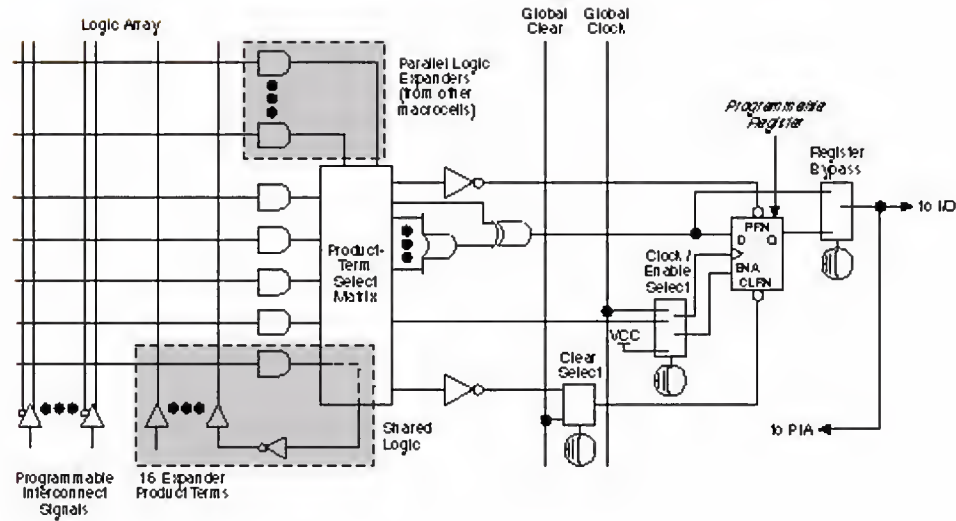 Logic Array
Global
Clear
Global
Clock
Parallel Logic
Expanders
(from other
macrocells)
Programmable
Register
Register
Bypass
to I/O
PRN
D Q
ENA
CLRN
Product-
Term
Select
Matrix
Clock /
Enable
Select
VCC
Clear
Select
Shared
Logic
to PIA
Programmable
Interconnect
Signals
16 Expander
Product Terms